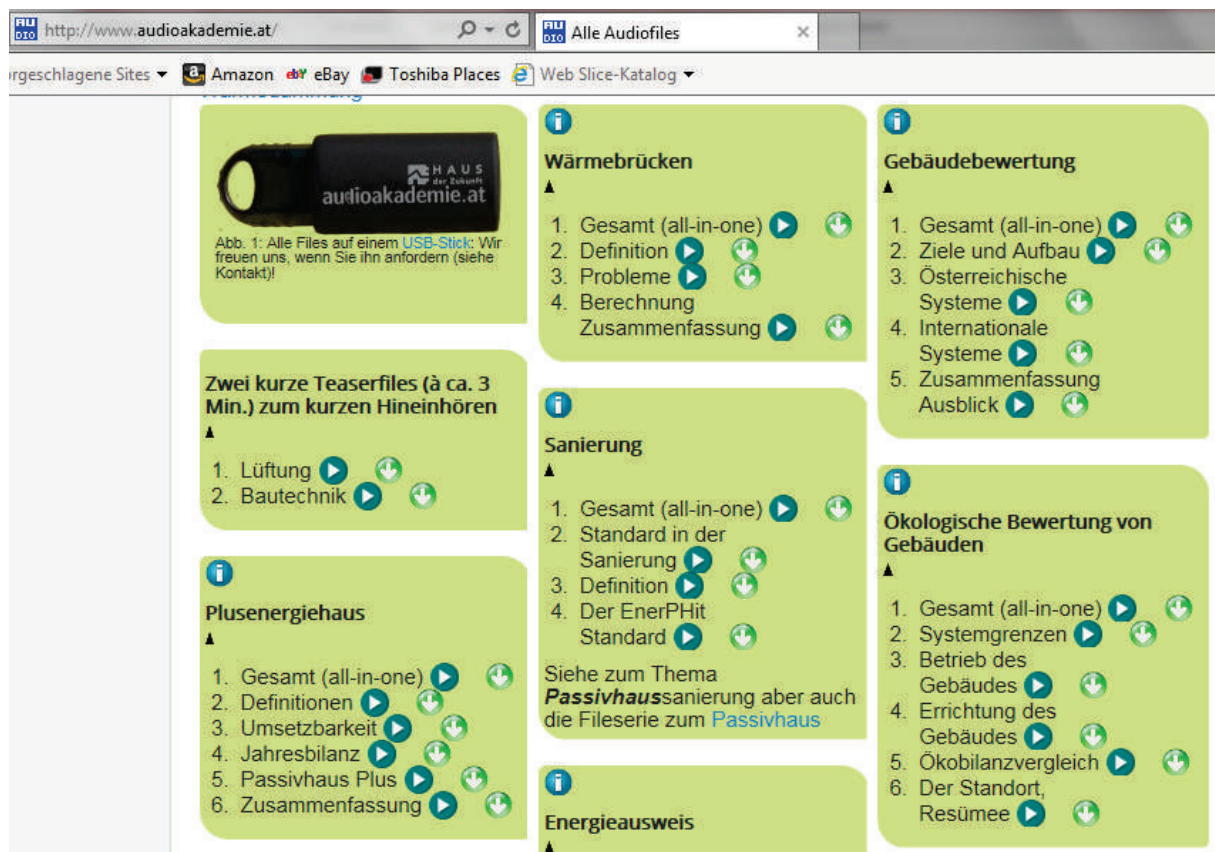 http://www.audioakademie.at/
Alle Audiofiles
rgeschlagene Sites
Amazon
eBay
Toshiba Places
Web Slice-Katalog
HAUS
der Zukunft
audioakademie.at
Abb. 1: Alle Files auf einem USB-Stick: Wir
freuen uns, wenn Sie ihn anfordern (siehe
Kontakt)!
Zwei kurze Teaserfiles (à ca. 3
Min.) zum kurzen Hineinhören
1. Lüftung
2. Bautechnik
Plusenergiehaus
1. Gesamt (all-in-one)
2. Definitionen
3. Umsetzbarkeit
4. Jahresbilanz
5. Passivhaus Plus
6. Zusammenfassung
Wärmebrücken
1. Gesamt (all-in-one)
2. Definition
3. Probleme
4. Berechnung
Zusammenfassung
Sanierung
1. Gesamt (all-in-one)
2. Standard in der
Sanierung
3. Definition
4. Der EnerPHit
Standard
Siehe zum Thema
Passivhaussanierung aber auch
die Fileserie zum Passivhaus
Energieausweis
Gebäudebewertung
1. Gesamt (all-in-one)
2. Ziele und Aufbau
3. Österreichische
Systeme
4. Internationale
Systeme
5. Zusammenfassung
Ausblick
Ökologische Bewertung von
Gebäuden
1. Gesamt (all-in-one)
2. Systemgrenzen
3. Betrieb des
Gebäudes
4. Errichtung des
Gebäudes
5. Ökobilanzvergleich
6. Der Standort,
Resümee